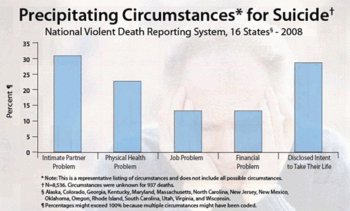 Precipitating Circumstances* for Suicide†
National Violent Death Reporting System, 16 States§ - 2008
Percent ¶
35
30
25
20
15
10
5
0
Intimate Partner Problem
Physical Health Problem
Job Problem
Financial Problem
Disclosed Intent to Take Their Life
* Note: This is a representative listing of circumstances and does not include all possible circumstances.
† N=8,536. Circumstances were unknown for 937 deaths.
§ Alaska, Colorado, Georgia, Kentucky, Maryland, Massachusetts, North Carolina, New Jersey, New Mexico,
Oklahoma, Oregon, Rhode Island, South Carolina, Utah, Virginia, and Wisconsin.
¶ Percentages might exceed 100% because multiple circumstances might have been coded.